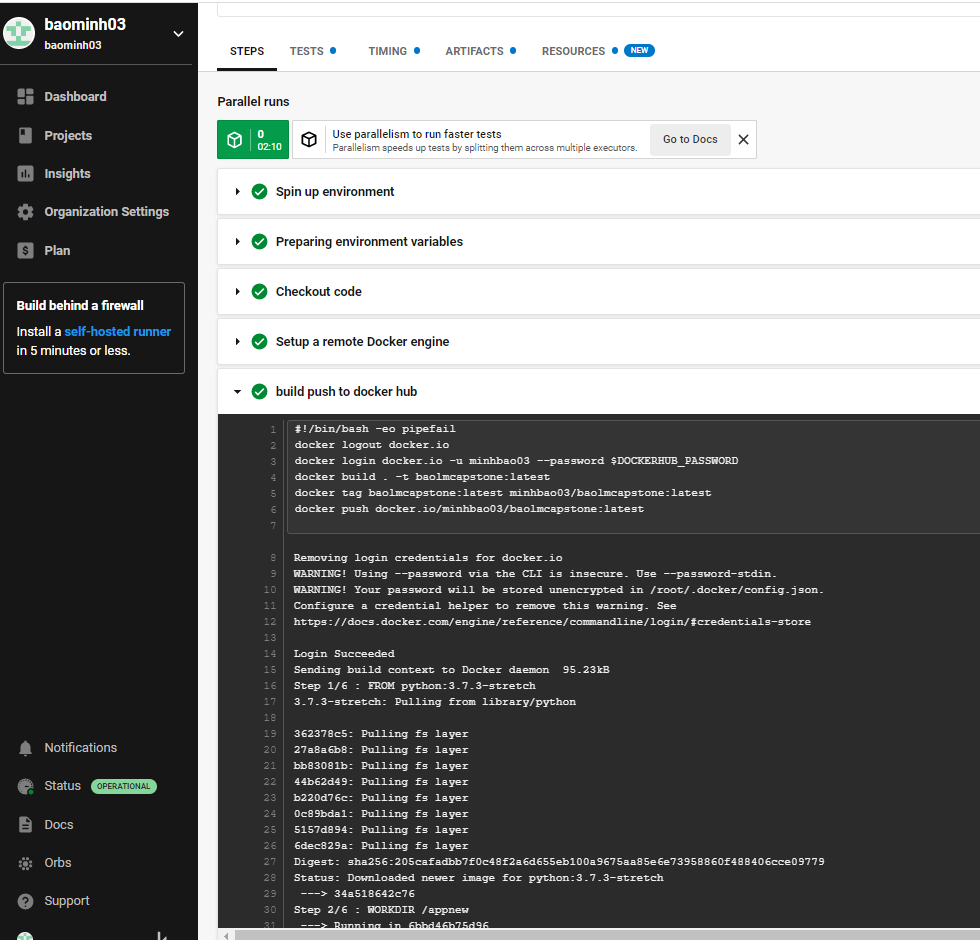 baominh03
baominh03
Dashboard
Projects
Insights
Organization Settings
Plan
Build behind a firewall
Install a self-hosted runner
in 5 minutes or less.
Notifications
Status OPERATIONAL
Docs
Orbs
Support
STEPS TESTS TIMING ARTIFACTS RESOURCES NEW
Parallel runs
0
02:10
Use parallelism to run faster tests
Parallelism speeds up tests by splitting them across multiple executors.
Go to Docs
Spin up environment
Preparing environment variables
Checkout code
Setup a remote Docker engine
build push to docker hub
1 #!/bin/bash -eo pipefail
2 docker logout docker.io
3 docker login docker.io -u minhbao03 --password $DOCKERHUB_PASSWORD
4 docker build . -t baolmcapstone:latest
5 docker tag baolmcapstone:latest minhbao03/baolmcapstone:latest
6 docker push docker.io/minhbao03/baolmcapstone:latest
7
8 Removing login credentials for docker.io
9 WARNING! Using --password via the CLI is insecure. Use --password-stdin.
10 WARNING! Your password will be stored unencrypted in /root/.docker/config.json.
11 Configure a credential helper to remove this warning. See
12 https://docs.docker.com/engine/reference/commandline/login/#credentials-store
13
14 Login Succeeded
15 Sending build context to Docker daemon  95.23kB
16 Step 1/6 : FROM python:3.7.3-stretch
17 3.7.3-stretch: Pulling from library/python
18
19 362378c5: Pulling fs layer
20 27a8a6b8: Pulling fs layer
21 bb83081b: Pulling fs layer
22 44b62d49: Pulling fs layer
23 b220d76c: Pulling fs layer
24 0c89bda1: Pulling fs layer
25 5157d894: Pulling fs layer
26 6dec829a: Pulling fs layer
27 Digest: sha256:205cafadbb7f0c48f2a6d655eb100a9675aa85e6e73958860f488406cce09779
28 Status: Downloaded newer image for python:3.7.3-stretch
29 ---> 34a518642c76
30 Step 2/6 : WORKDIR /appnew
31 ---> Running in 6bbd46b75d96